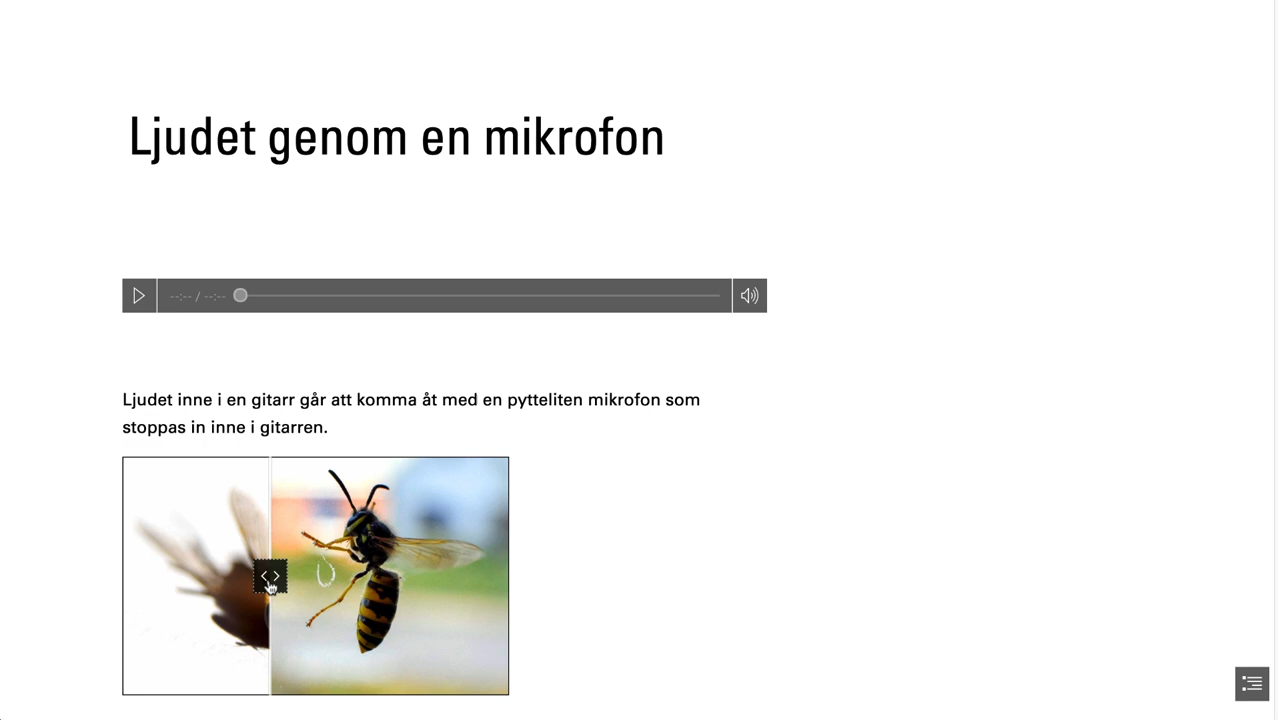 Ljudet genom en mikrofon
--:-- / --:--
Ljudet inne i en gitarr går att komma åt med en pytteliten mikrofon som
stoppas in inne i gitarren.